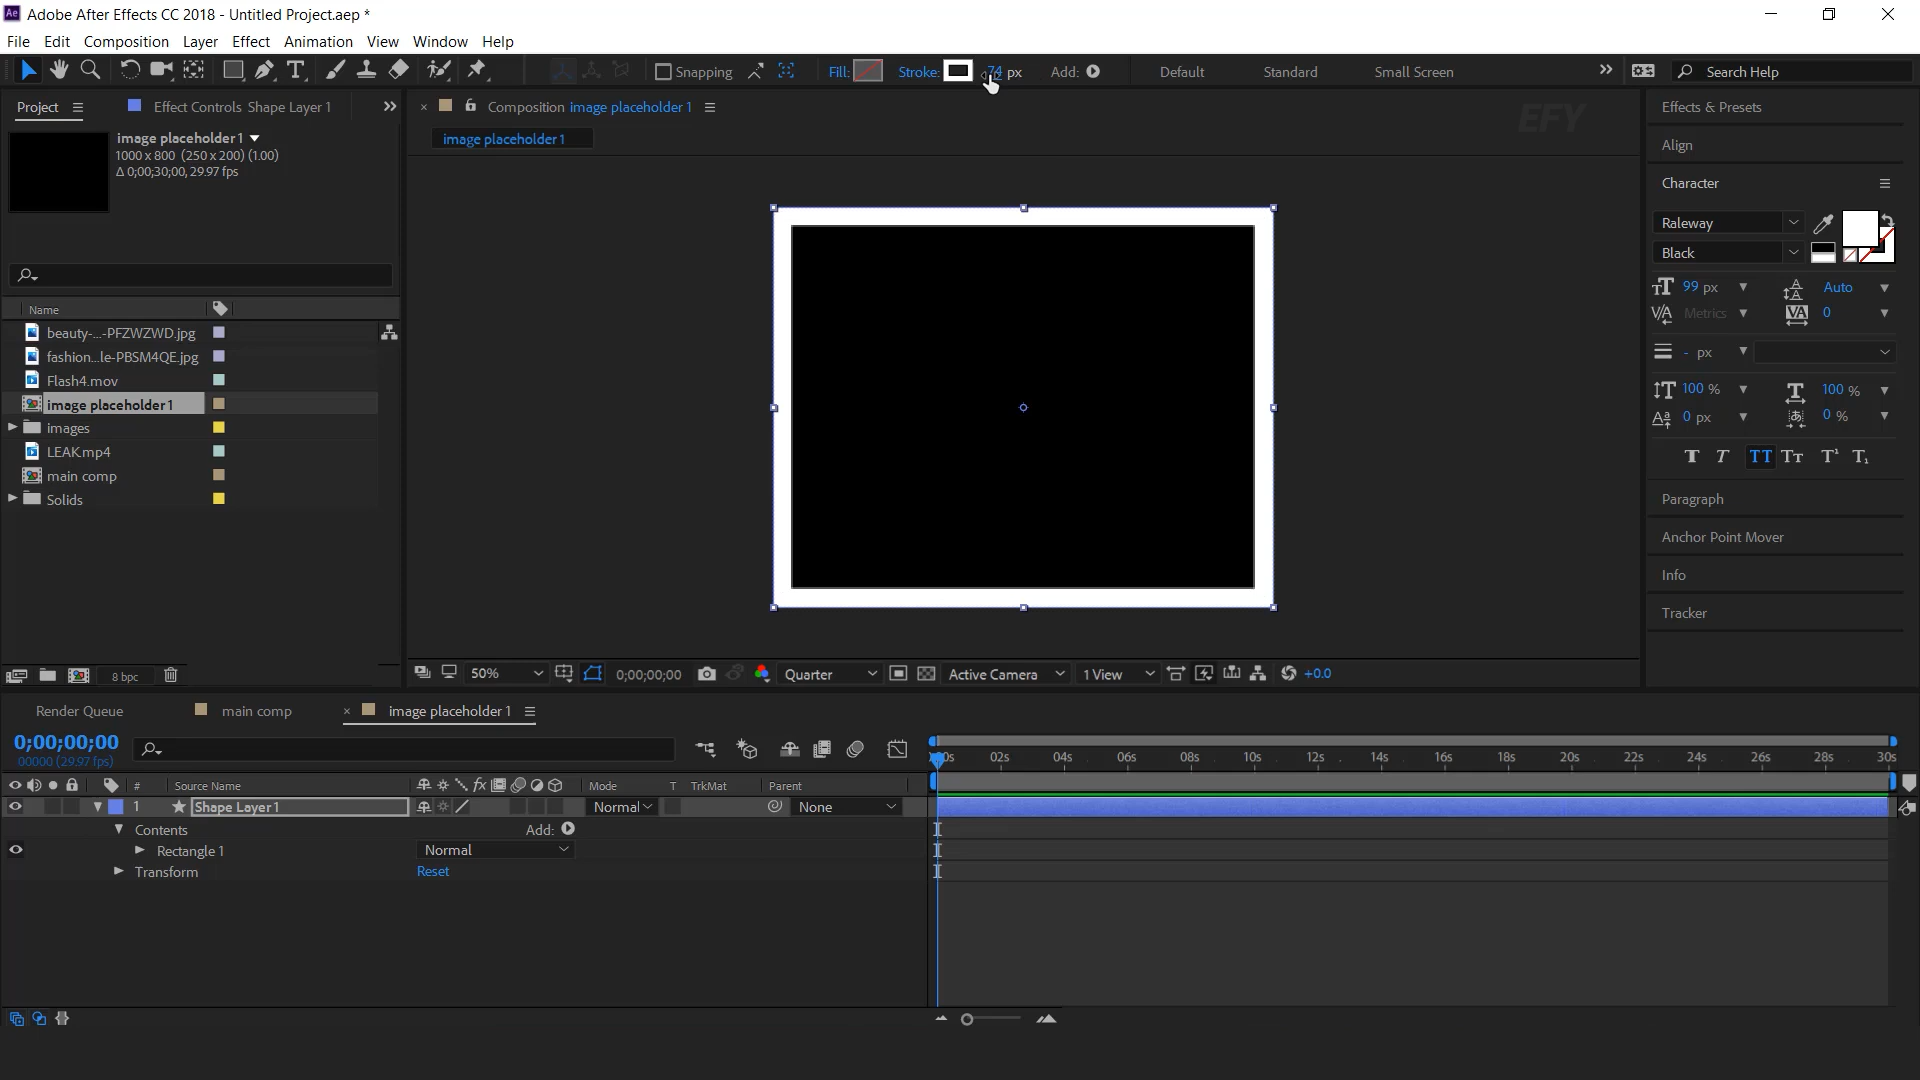 Ae Adobe After Effects CC 2018 - Untitled Project.aep *
File Edit Composition Layer Effect Animation View Window Help
Snapping Fill: Stroke: 74 px Add: Default Standard Small Screen Search Help
Project Effect Controls Shape Layer 1
Composition image placeholder 1
EFY
image placeholder 1
image placeholder 1
1000 x 800 (250 x 200) (1.00)
Δ 0;00;30;00, 29.97 fps
Name
beauty-...-PFZWZWD.jpg
fashion...le-PBSM4QE.jpg
Flash4.mov
image placeholder 1
images
LEAK.mp4
main comp
Solids
8 bpc
50% 0;00;00;00 Quarter Active Camera 1 View +0.0
Effects & Presets
Align
Character
Raleway
Black
99 px Auto
Metrics 0
- px
100 % 100 %
0 px 0 %
T T TT Tт T¹ T₁
Paragraph
Anchor Point Mover
Info
Tracker
Render Queue main comp image placeholder 1
0;00;00;00
00000 (29.97 fps)
02s 04s 06s 08s 10s 12s 14s 16s 18s 20s 22s 24s 26s 28s 30s
# Source Name Mode T TrkMat Parent
1 Shape Layer 1 Normal None
Contents Add:
Rectangle 1 Normal
Transform Reset